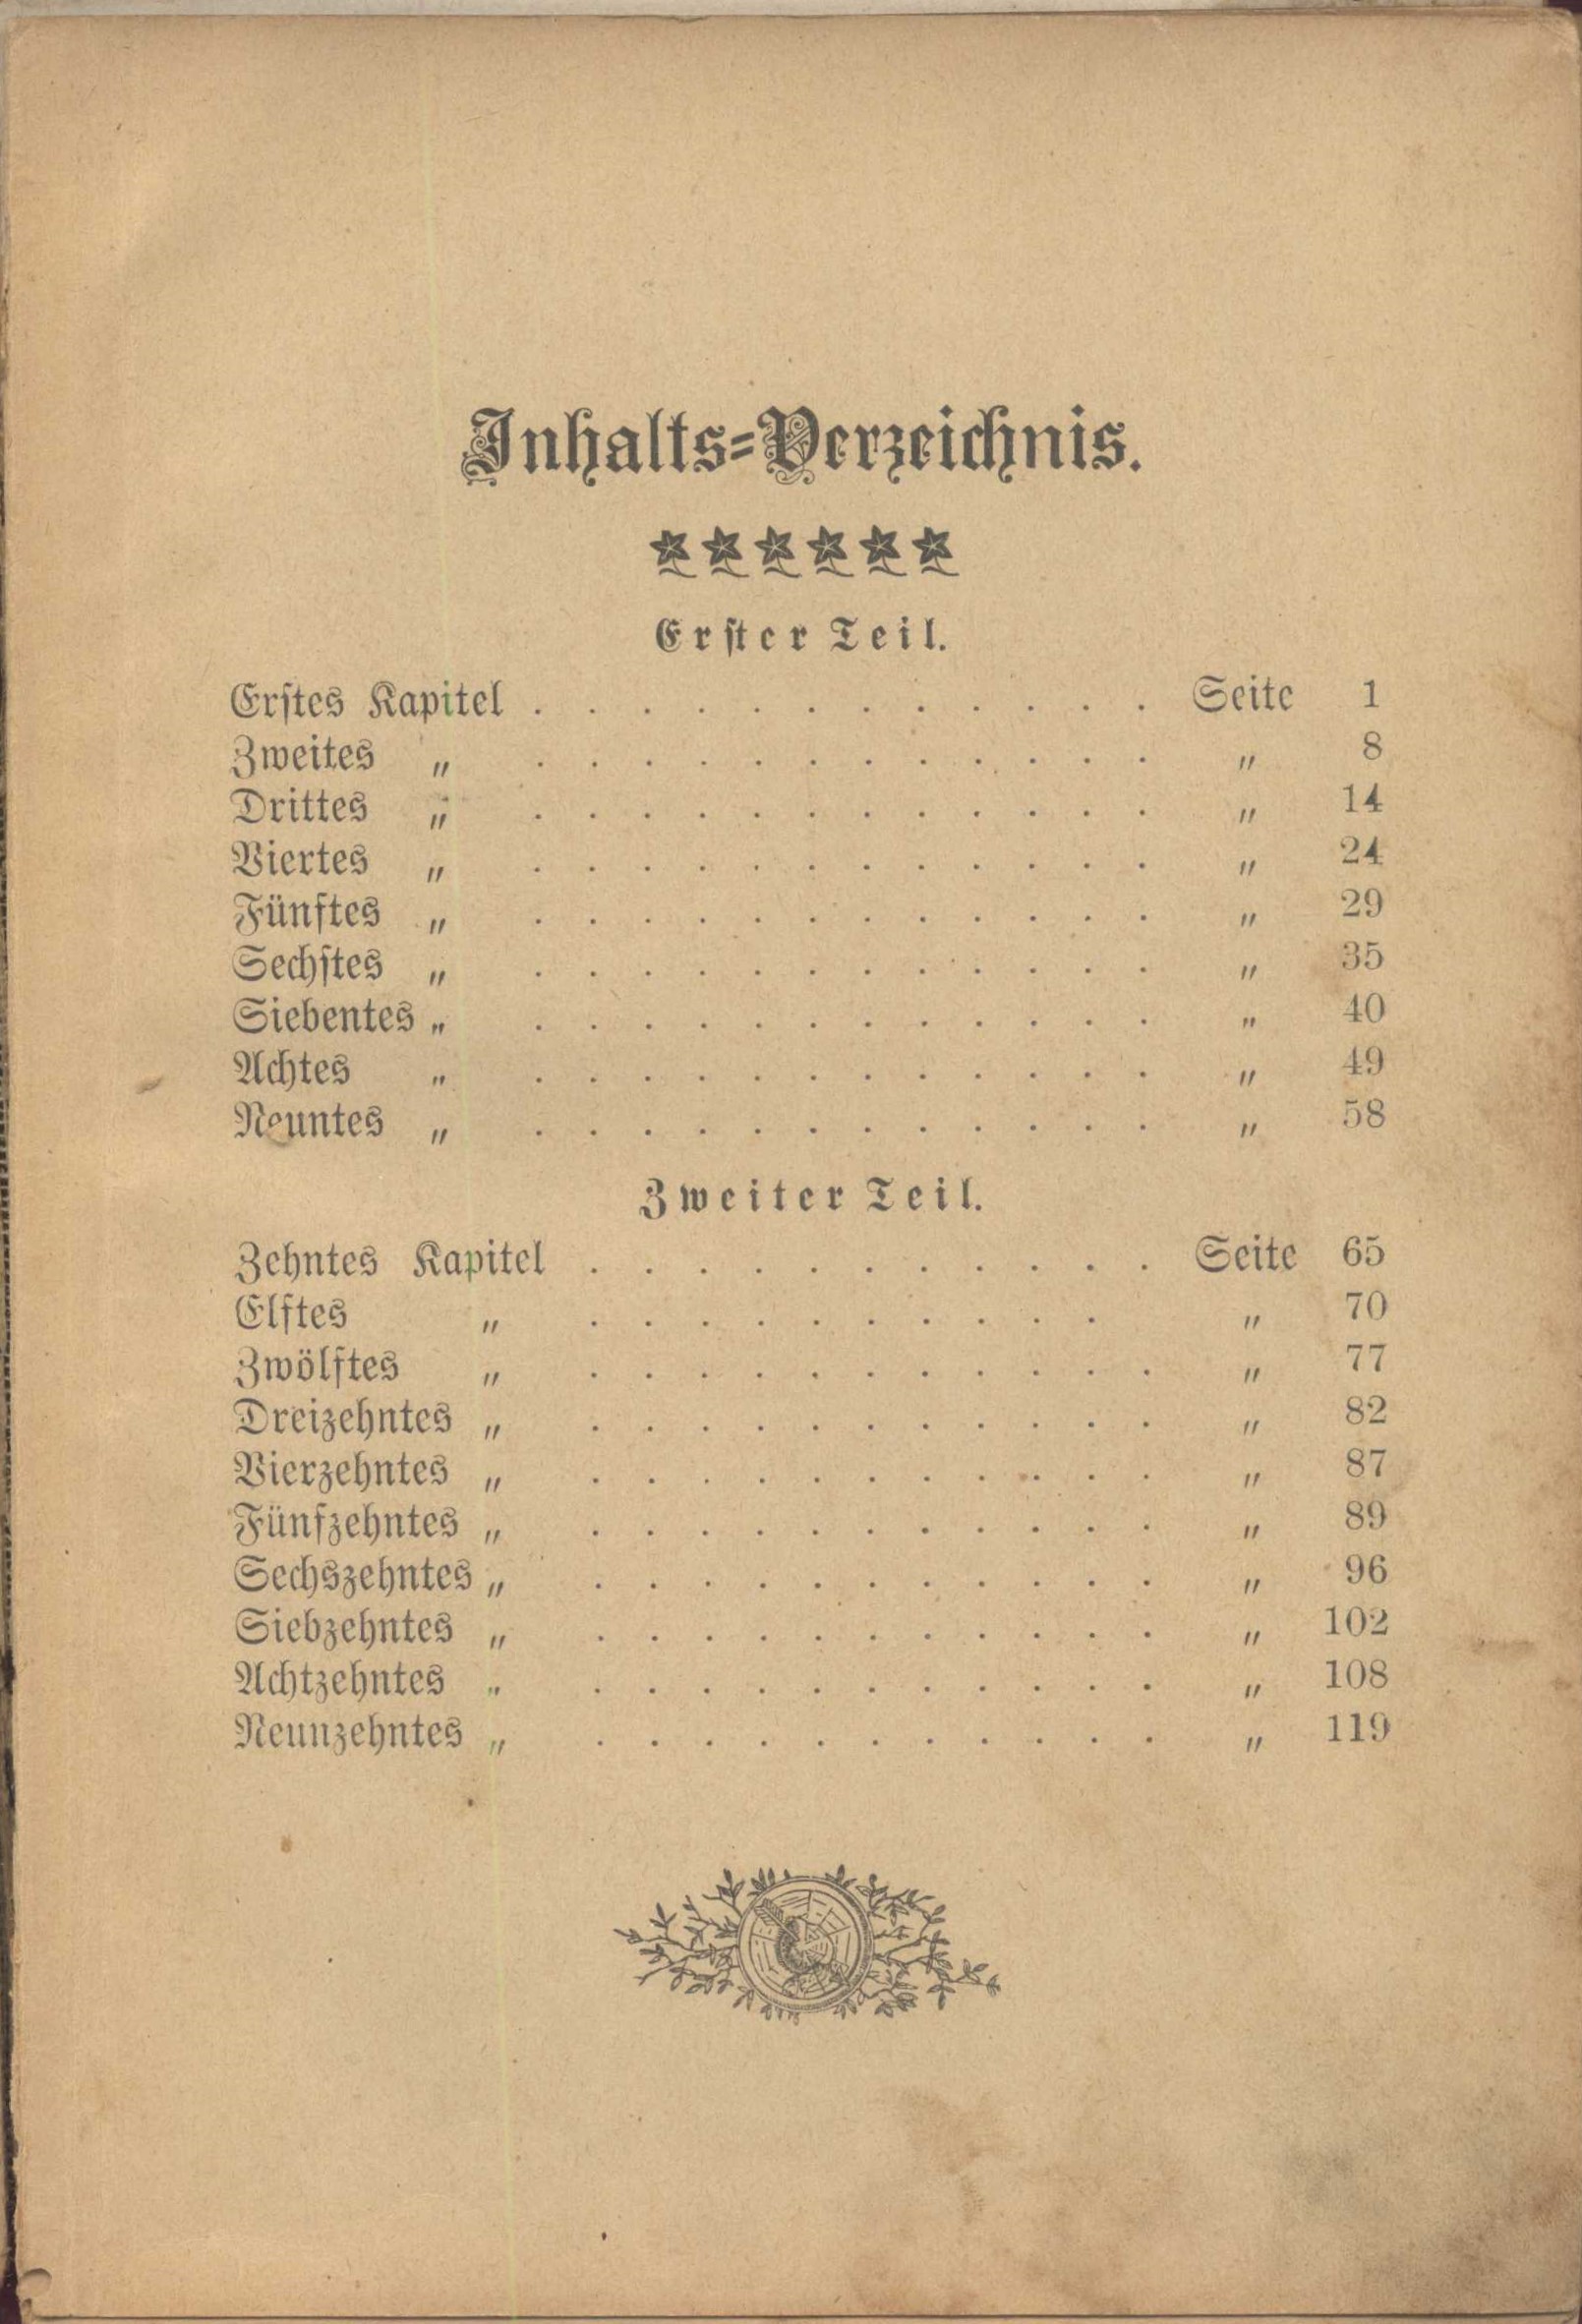 Inhalts-Verzeichnis.
Erster Teil.
Erstes Kapitel . . . . . . . . . . . . Seite 1
Zweites „ . . . . . . . . . . . . „ 8
Drittes „ . . . . . . . . . . . . „ 14
Viertes „ . . . . . . . . . . . . „ 24
Fünftes „ . . . . . . . . . . . . „ 29
Sechstes „ . . . . . . . . . . . . „ 35
Siebentes „ . . . . . . . . . . . . „ 40
Achtes „ . . . . . . . . . . . . „ 49
Neuntes „ . . . . . . . . . . . . „ 58
Zweiter Teil.
Zehntes Kapitel . . . . . . . . . . . Seite 65
Elftes „ . . . . . . . . . . „ 70
Zwölftes „ . . . . . . . . . . . „ 77
Dreizehntes „ . . . . . . . . . . . „ 82
Vierzehntes „ . . . . . . . . . . . „ 87
Fünfzehntes „ . . . . . . . . . . . „ 89
Sechszehntes „ . . . . . . . . . . . „ 96
Siebzehntes „ . . . . . . . . . . . „ 102
Achtzehntes „ . . . . . . . . . . . „ 108
Neunzehntes „ . . . . . . . . . . . „ 119